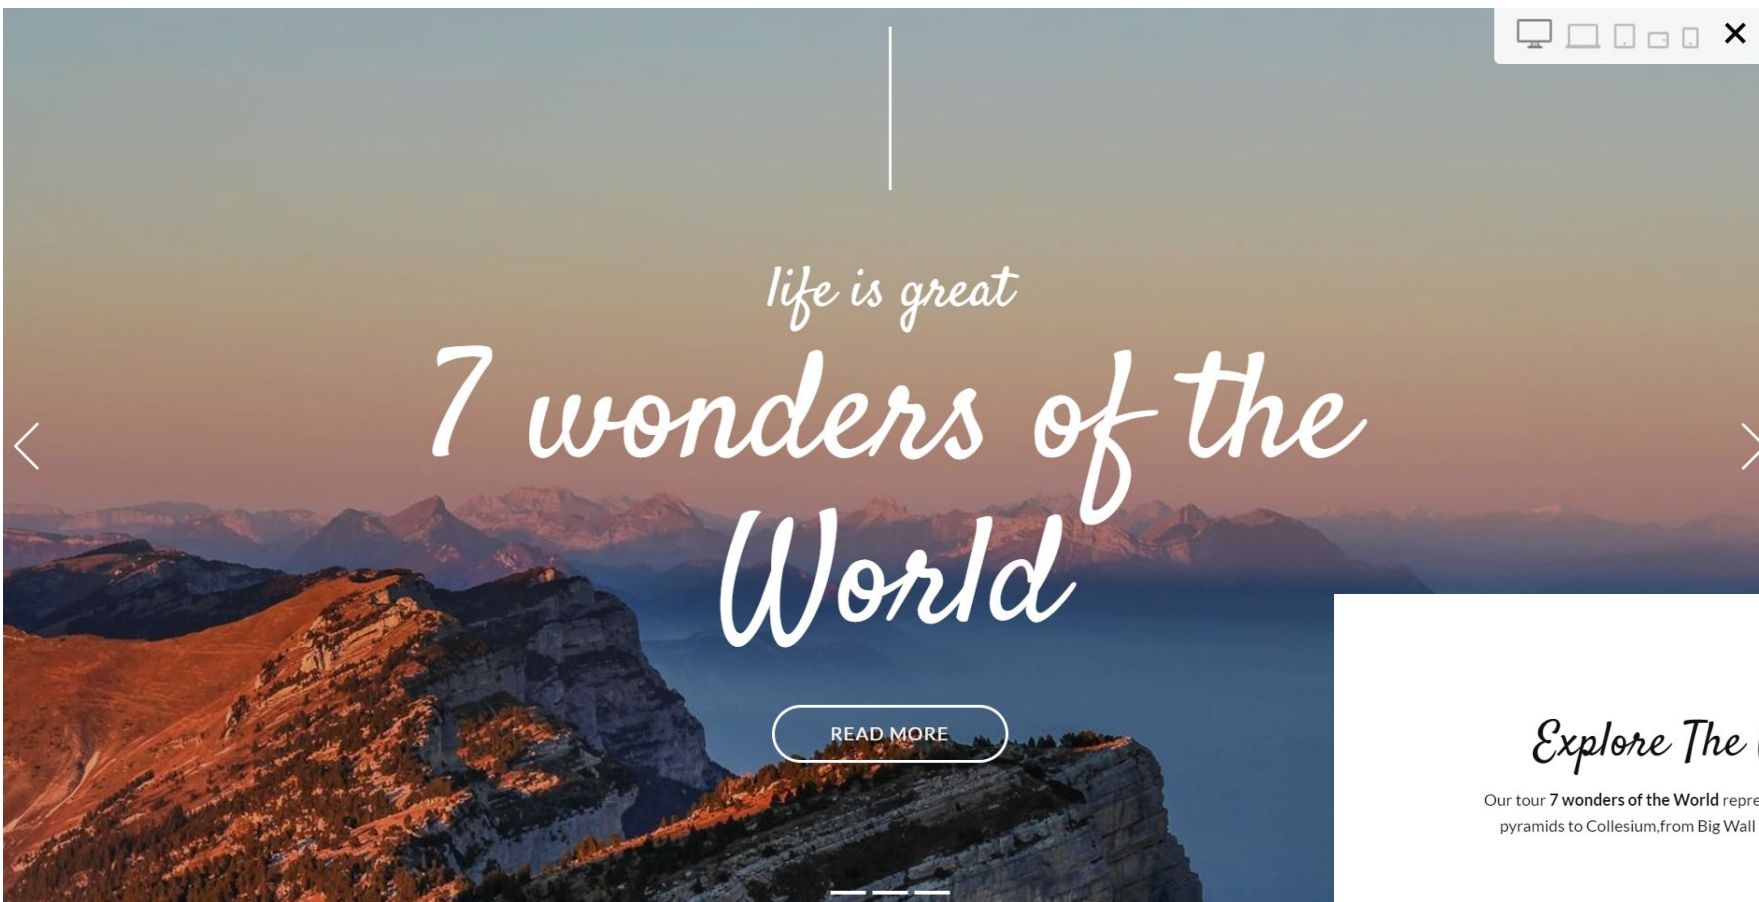 life is great
7 wonders of the
World
READ MORE
Explore The
Our tour 7 wonders of the World repre
pyramids to Collesium,from Big Wall